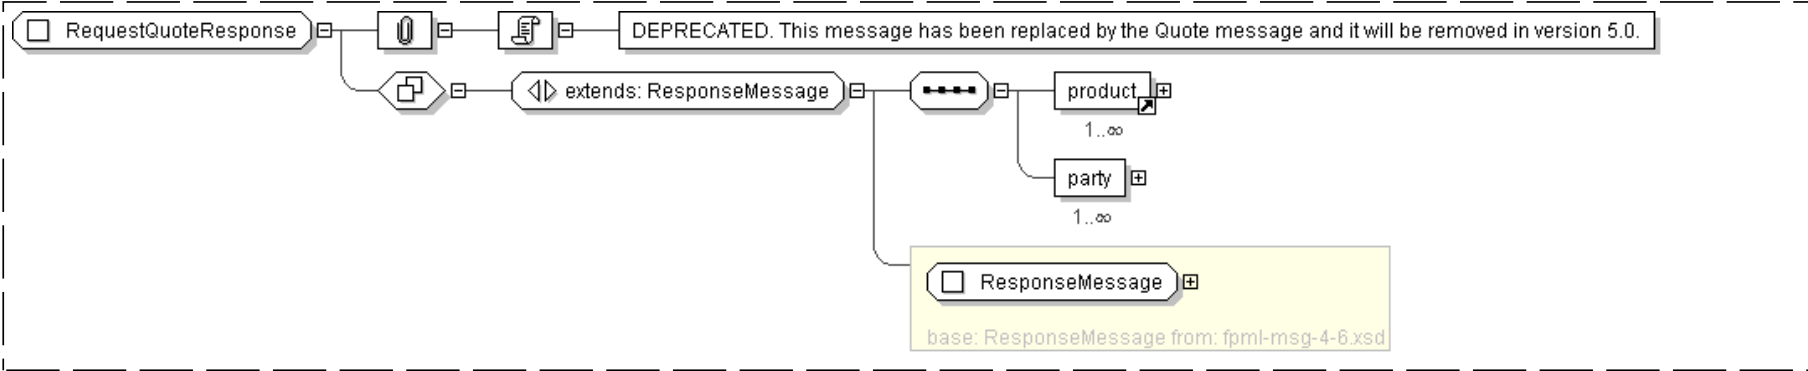 RequestQuoteResponse
DEPRECATED. This message has been replaced by the Quote message and it will be removed in version 5.0.
extends: ResponseMessage
product
1..∞
party
1..∞
ResponseMessage
base: ResponseMessage from: fpml-msg-4-6.xsd